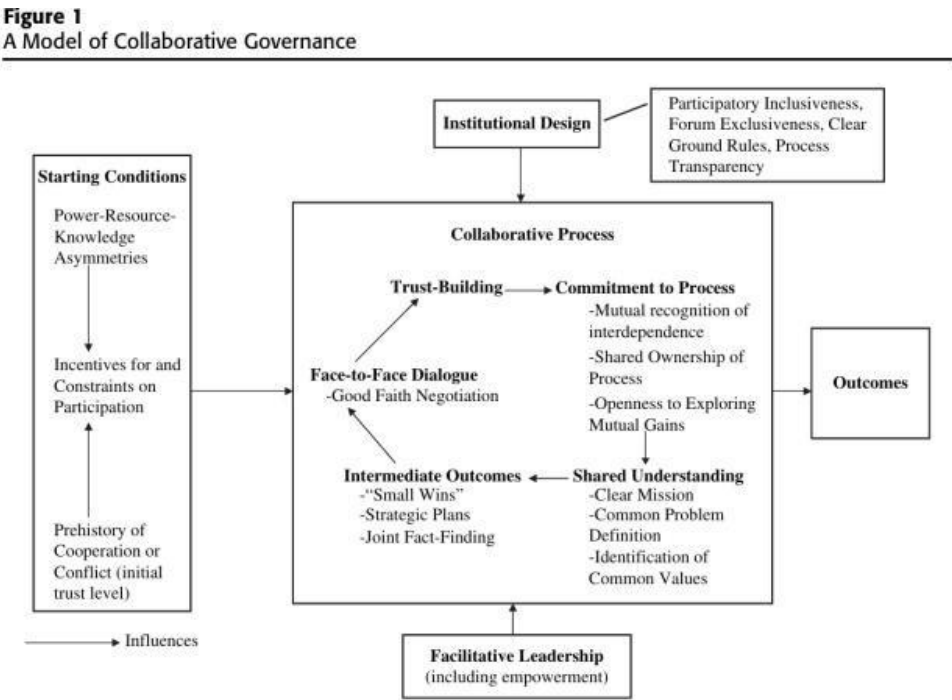 Figure 1
A Model of Collaborative Governance
Institutional Design
Participatory Inclusiveness,
Forum Exclusiveness, Clear
Ground Rules, Process
Transparency
Starting Conditions
Power-Resource-
Knowledge
Asymmetries
Incentives for and
Constraints on
Participation
Prehistory of
Cooperation or
Conflict (initial
trust level)
Collaborative Process
Trust-Building
Commitment to Process
-Mutual recognition of
interdependence
-Shared Ownership of
Process
-Openness to Exploring
Mutual Gains
Face-to-Face Dialogue
-Good Faith Negotiation
Intermediate Outcomes
-“Small Wins”
-Strategic Plans
-Joint Fact-Finding
Shared Understanding
-Clear Mission
-Common Problem
Definition
-Identification of
Common Values
Outcomes
Influences
Facilitative Leadership
(including empowerment)